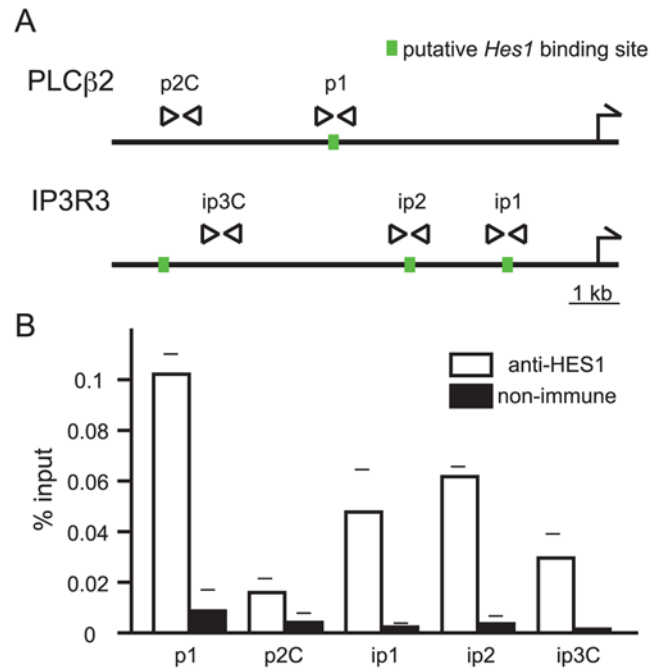 A
putative Hes1 binding site
PLCβ2
p2C p1
IP3R3
ip3C ip2 ip1
1 kb
B
anti-HES1
non-immune
% input
0.1
0.08
0.06
0.04
0.02
0
p1 p2C ip1 ip2 ip3C